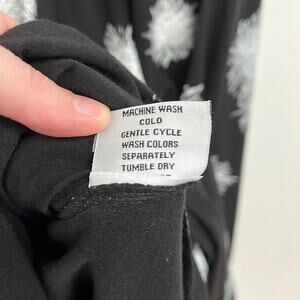 MACHINE WASH
COLD
GENTLE CYCLE
WASH COLORS
SEPARATELY
TUMBLE DRY